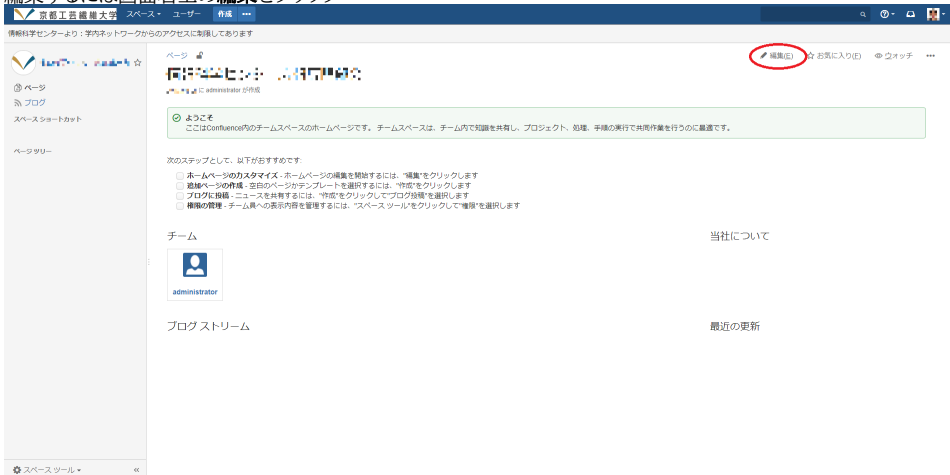 編集するには画面右上の編集をクリック
京都工芸繊維大学 スペース ユーザー 作成 •••
情報科学センターより：学内ネットワークからのアクセスに制限してあります
ページ
編集(E) お気に入り(F) ウォッチ •••
に administrator が作成
ページ
ブログ
スペース ショートカット
ページ ツリー
ようこそ
ここはConfluence内のチームスペースのホームページです。 チームスペースは、チーム内で知識を共有し、プロジェクト、処理、手順の実行で共同作業を行うのに最適です。
次のステップとして、以下がおすすめです:
ホームページのカスタマイズ - ホームページの編集を開始するには、"編集"をクリックします
追加ページの作成 - 空白のページかテンプレートを選択するには、"作成"をクリックします
ブログに投稿 - ニュースを共有するには、"作成"をクリックして"ブログ投稿"を選択します
権限の管理 - チーム員への表示内容を管理するには、"スペース ツール"をクリックして"権限"を選択します
チーム
当社について
administrator
ブログ ストリーム
最近の更新
スペース ツール «